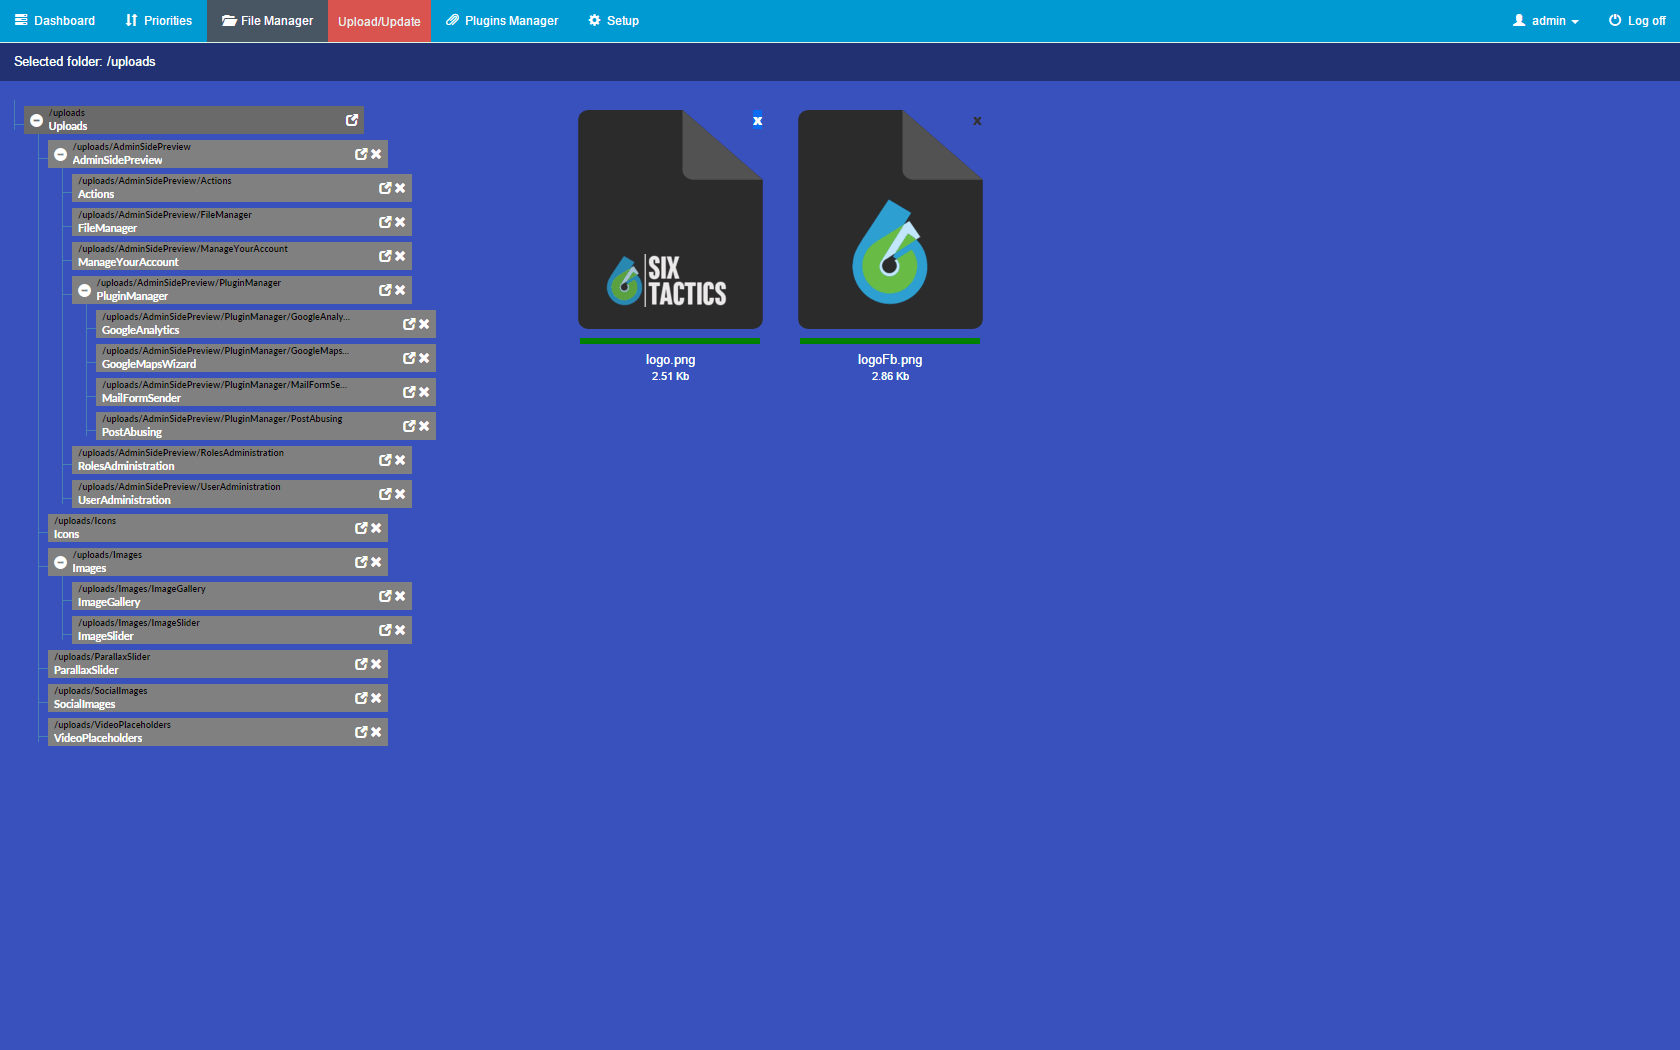 Dashboard Priorities File Manager Upload/Update Plugins Manager Setup admin Log off
Selected folder: /uploads
/uploads
Uploads
/uploads/AdminSidePreview
AdminSidePreview
/uploads/AdminSidePreview/Actions
Actions
/uploads/AdminSidePreview/FileManager
FileManager
/uploads/AdminSidePreview/ManageYourAccount
ManageYourAccount
/uploads/AdminSidePreview/PluginManager
PluginManager
/uploads/AdminSidePreview/PluginManager/GoogleAnaly...
GoogleAnalytics
/uploads/AdminSidePreview/PluginManager/GoogleMaps...
GoogleMapsWizard
/uploads/AdminSidePreview/PluginManager/MailFormSe...
MailFormSender
/uploads/AdminSidePreview/PluginManager/PostAbusing
PostAbusing
/uploads/AdminSidePreview/RolesAdministration
RolesAdministration
/uploads/AdminSidePreview/UserAdministration
UserAdministration
/uploads/Icons
Icons
/uploads/Images
Images
/uploads/Images/ImageGallery
ImageGallery
/uploads/Images/ImageSlider
ImageSlider
/uploads/ParallaxSlider
ParallaxSlider
/uploads/SocialImages
SocialImages
/uploads/VideoPlaceholders
VideoPlaceholders
x
SIX
TACTICS
logo.png
2.51 Kb
x
logoFb.png
2.86 Kb